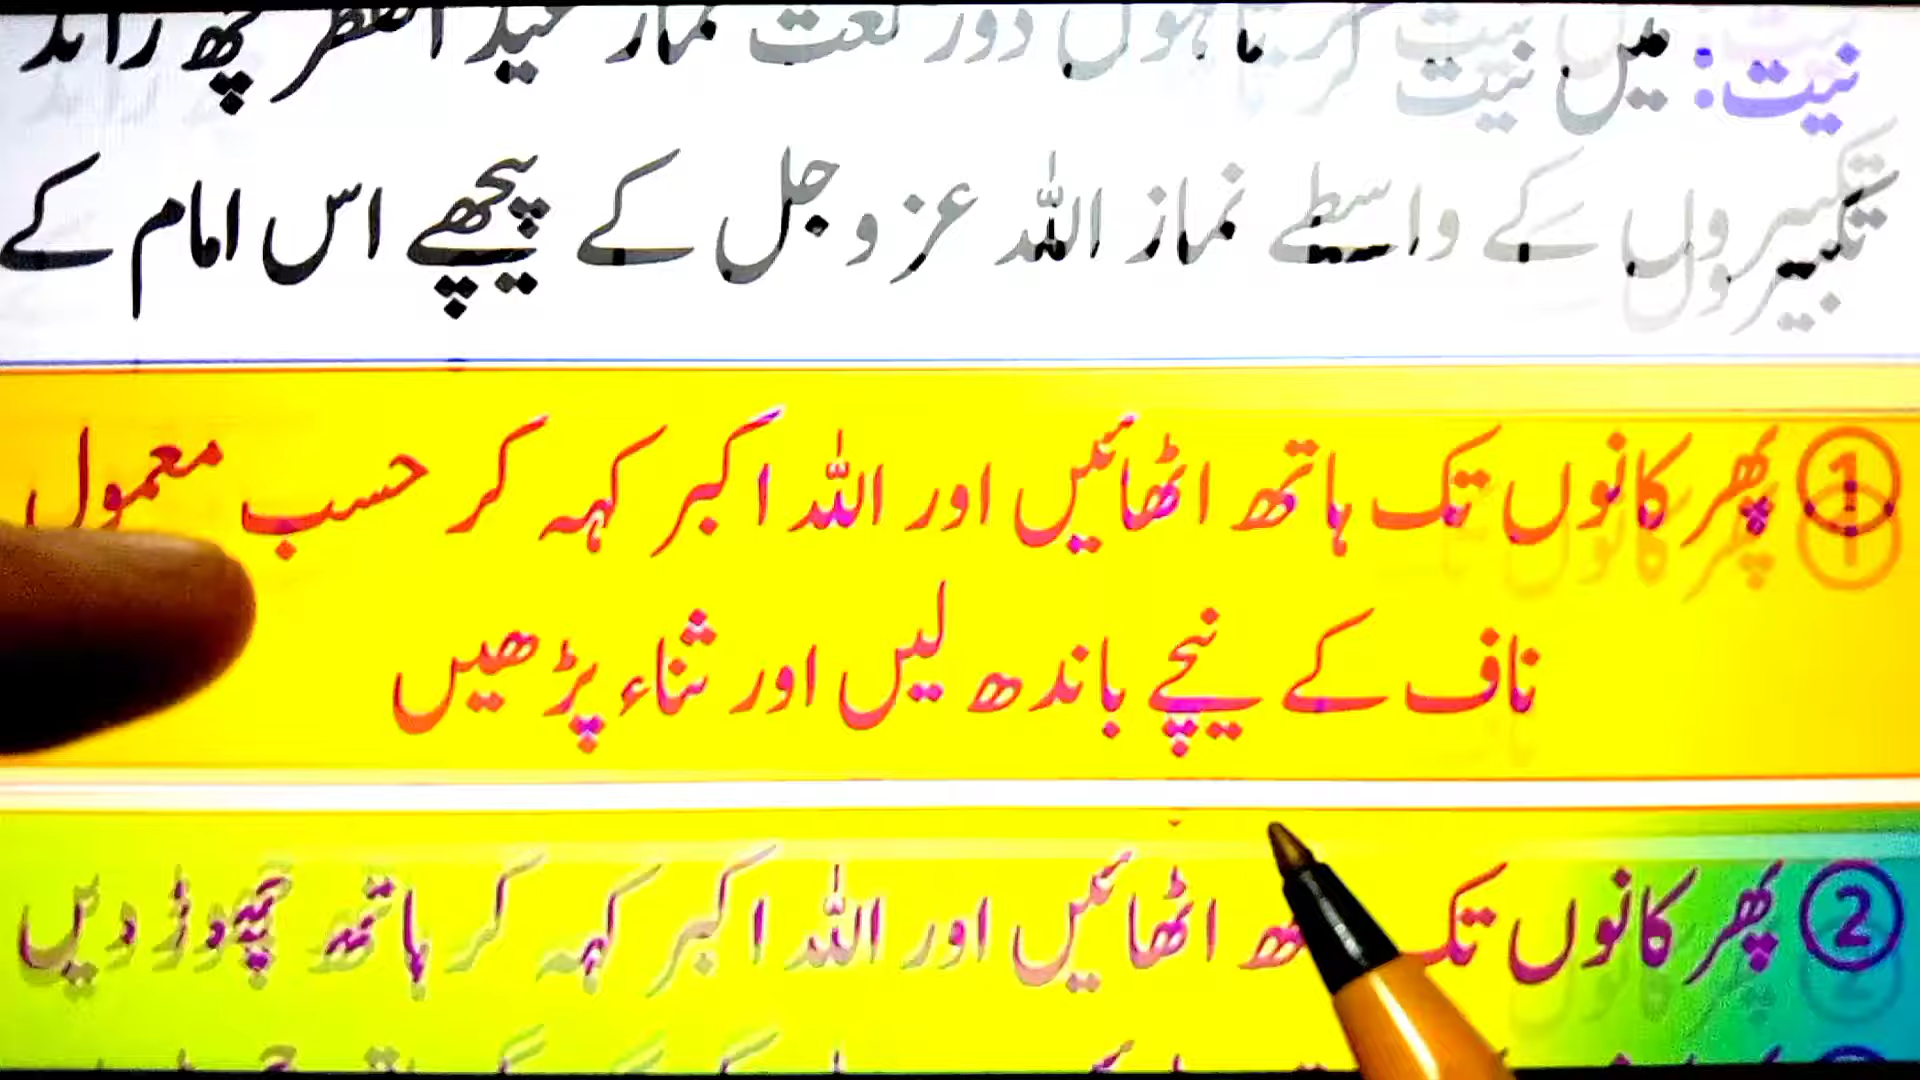 نیت: میں نیت کرتا ہوں دو رکعت نماز عید الفطر چھ زائد
تکبیروں کے واسطے نماز اللہ عز وجل کے پیچھے اس امام کے
① پھر کانوں تک ہاتھ اٹھائیں اور اللہ اکبر کہہ کر حسب معمول
ناف کے نیچے باندھ لیں اور ثناء پڑھیں
② پھر کانوں تک ہاتھ اٹھائیں اور اللہ اکبر کہہ کر ہاتھ چھوڑ دیں